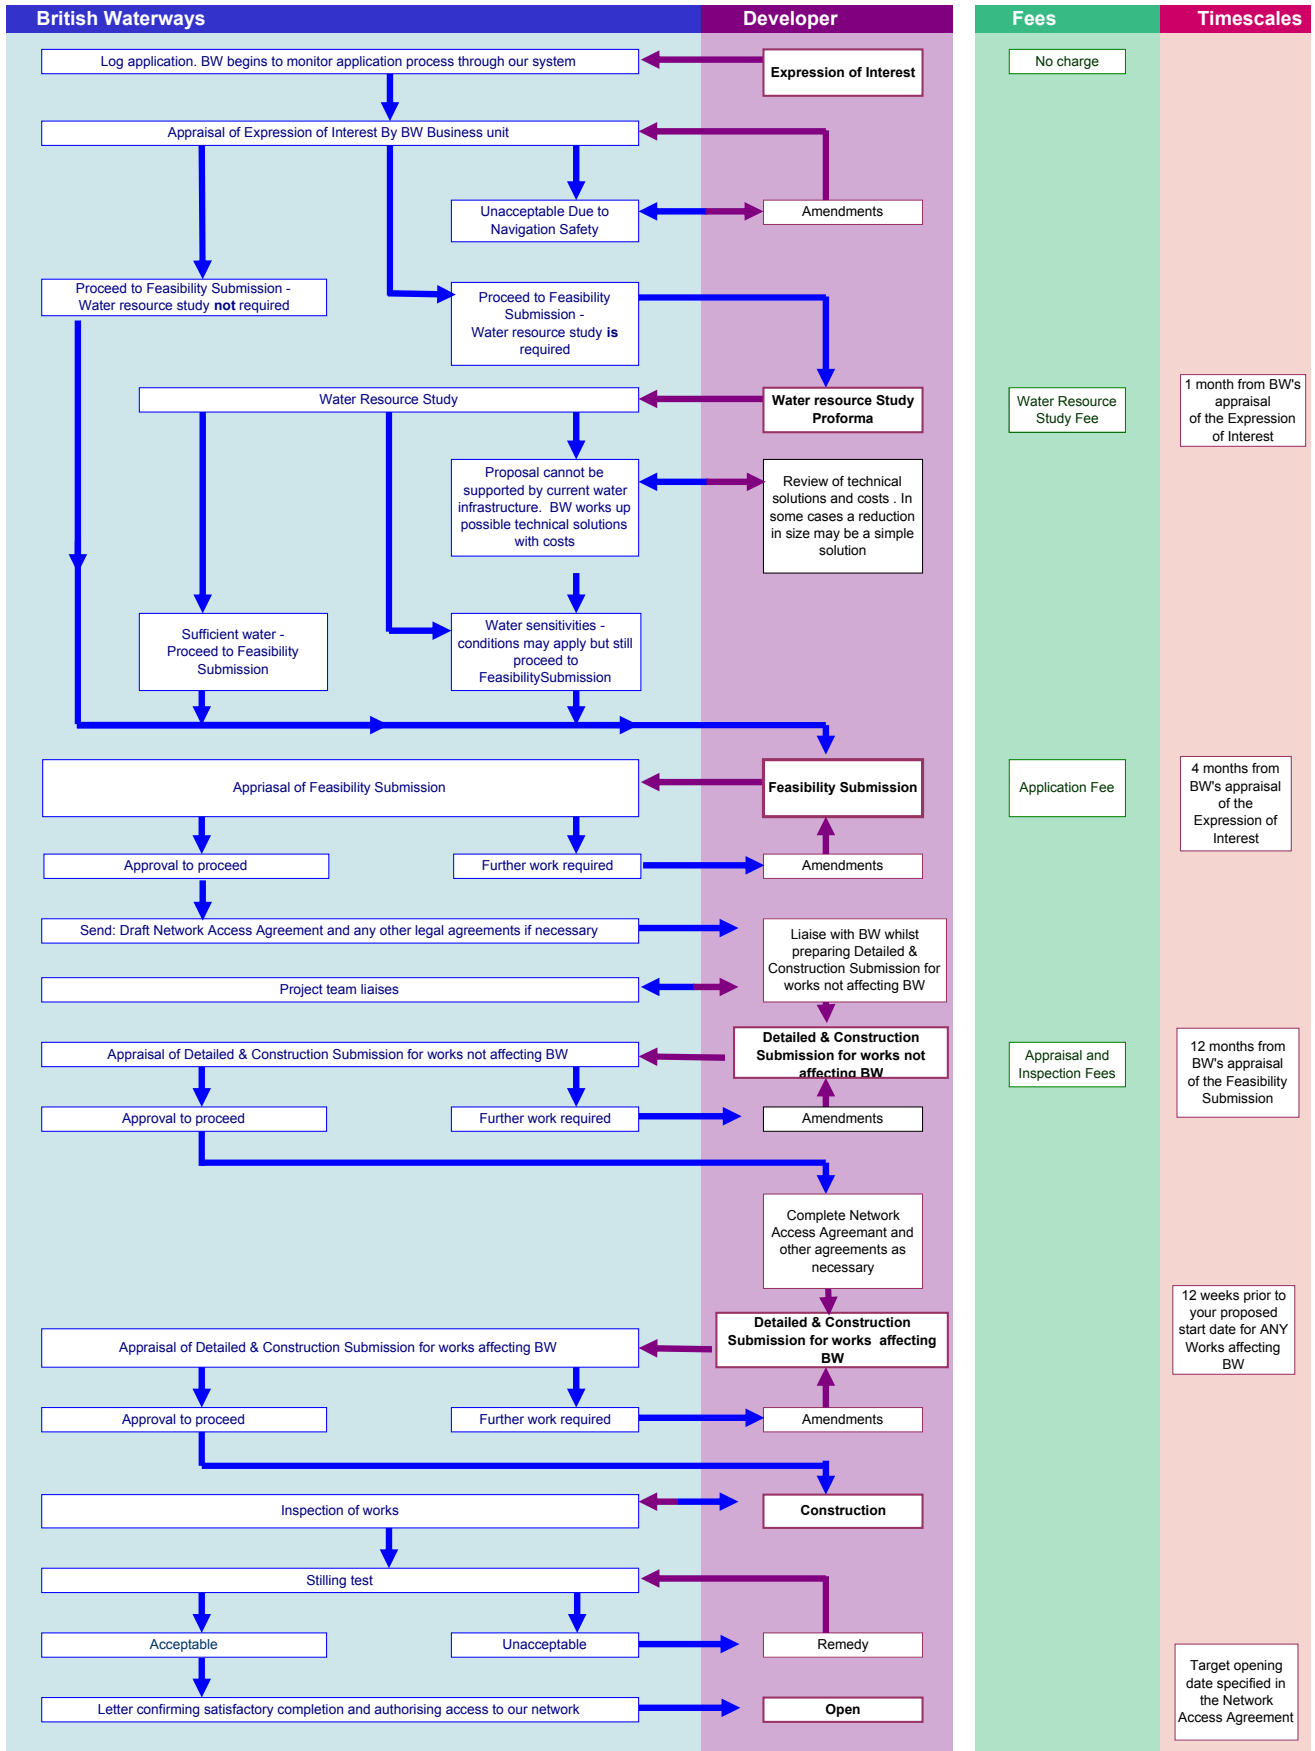 British Waterways
Developer
Fees
Timescales
Log application. BW begins to monitor application process through our system
Expression of Interest
No charge
Appraisal of Expression of Interest By BW Business unit
Unacceptable Due to
Navigation Safety
Amendments
Proceed to Feasibility Submission -
Water resource study not required
Proceed to Feasibility
Submission -
Water resource study is
required
Water Resource Study
Water resource Study
Proforma
Water Resource
Study Fee
1 month from BW's
appraisal
of the Expression
of Interest
Proposal cannot be
supported by current water
infrastructure. BW works up
possible technical solutions
with costs
Review of technical
solutions and costs . In
some cases a reduction
in size may be a simple
solution
Sufficient water -
Proceed to Feasibility
Submission
Water sensitivities -
conditions may apply but still
proceed to
FeasibilitySubmission
Appriasal of Feasibility Submission
Feasibility Submission
Application Fee
4 months from
BW's appraisal
of the
Expression of
Interest
Approval to proceed
Further work required
Amendments
Send: Draft Network Access Agreement and any other legal agreements if necessary
Liaise with BW whilst
preparing Detailed &
Construction Submission for
works not affecting BW
Project team liaises
Appraisal of Detailed & Construction Submission for works not affecting BW
Detailed & Construction
Submission for works not
affecting BW
Appraisal and
Inspection Fees
12 months from
BW's appraisal
of the Feasibility
Submission
Approval to proceed
Further work required
Amendments
Complete Network
Access Agreemant and
other agreements as
necessary
12 weeks prior to
your proposed
start date for ANY
Works affecting
BW
Appraisal of Detailed & Construction Submission for works affecting BW
Detailed & Construction
Submission for works affecting
BW
Approval to proceed
Further work required
Amendments
Inspection of works
Construction
Stilling test
Acceptable
Unacceptable
Remedy
Target opening
date specified in
the Network
Access Agreement
Letter confirming satisfactory completion and authorising access to our network
Open